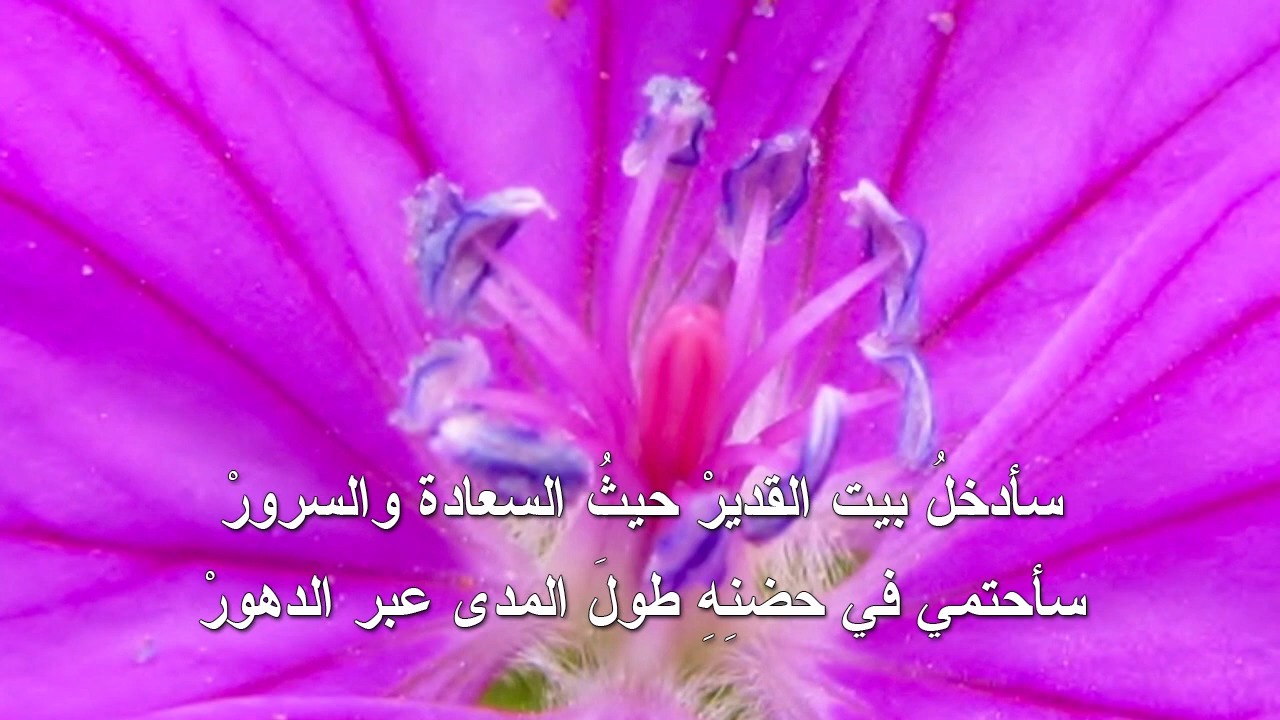 سأدخلُ بيت القديرْ حيثُ السعادة والسرورْ
سأحتمي في حضنِهِ طولَ المدى عبر الدهورْ